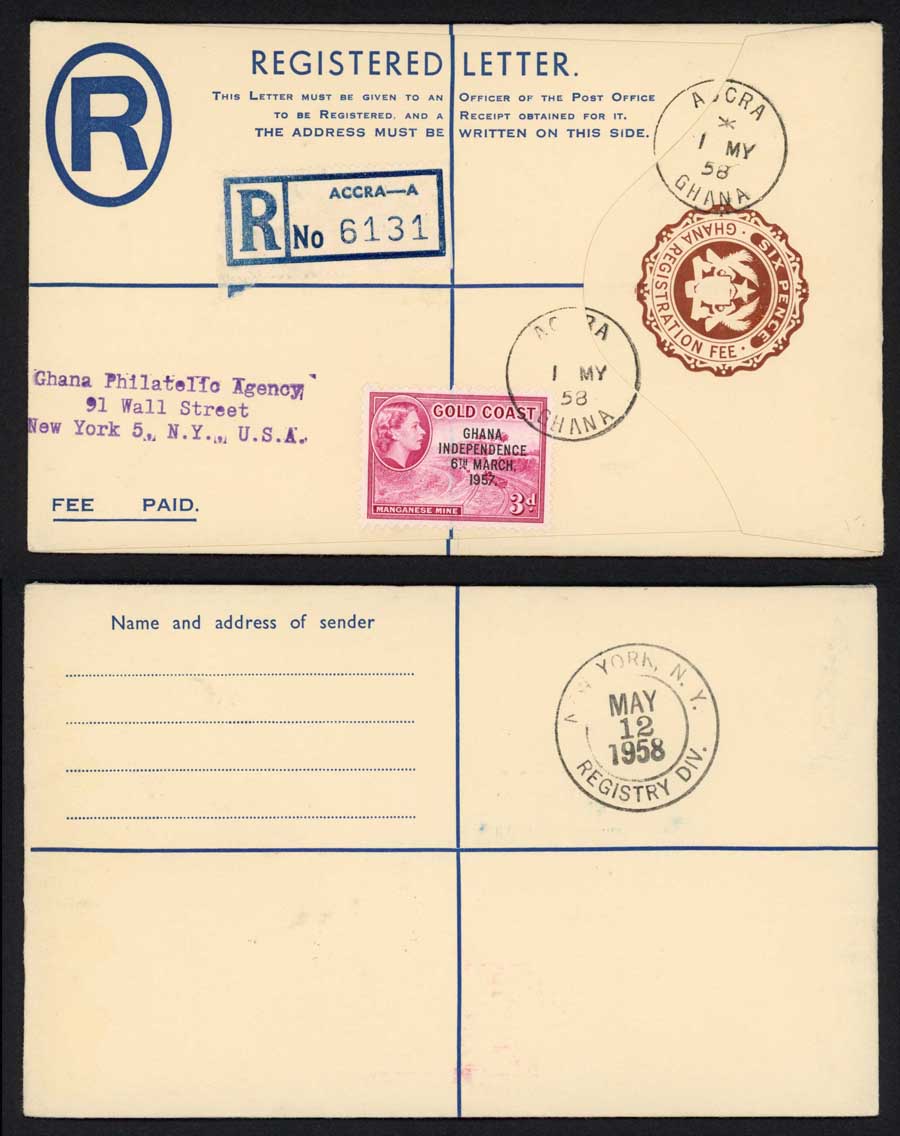 R
REGISTERED LETTER.
THIS LETTER MUST BE GIVEN TO AN OFFICER OF THE POST OFFICE
TO BE REGISTERED, AND A RECEIPT OBTAINED FOR IT.
THE ADDRESS MUST BE WRITTEN ON THIS SIDE.
ACCRA
1 MY
58
GHANA
R
ACCRA—A
No 6131
GHANA REGISTRATION FEE
SIX PENCE
ACCRA
1 MY
58
GHANA
Ghana Philatelic Agency
91 Wall Street
New York 5, N.Y., U.S.A.
GOLD COAST
GHANA
INDEPENDENCE
6TH MARCH,
1957.
MANGANESE MINE
3d
FEE PAID.
Name and address of sender
NEW YORK, N. Y.
MAY
12
1958
REGISTRY DIV.